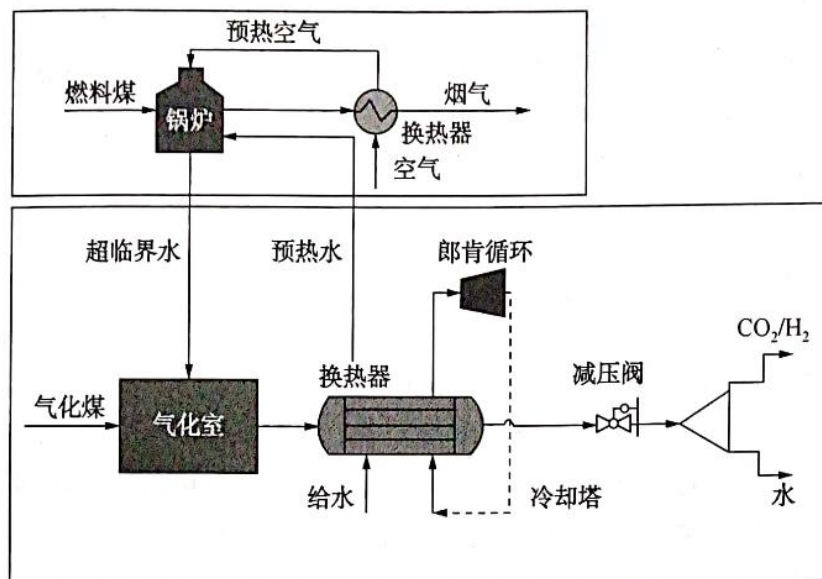 预热空气
燃料煤
锅炉
烟气
换热器
空气
超临界水
预热水
郎肯循环
CO₂/H₂
换热器
减压阀
气化煤
气化室
给水
冷却塔
水